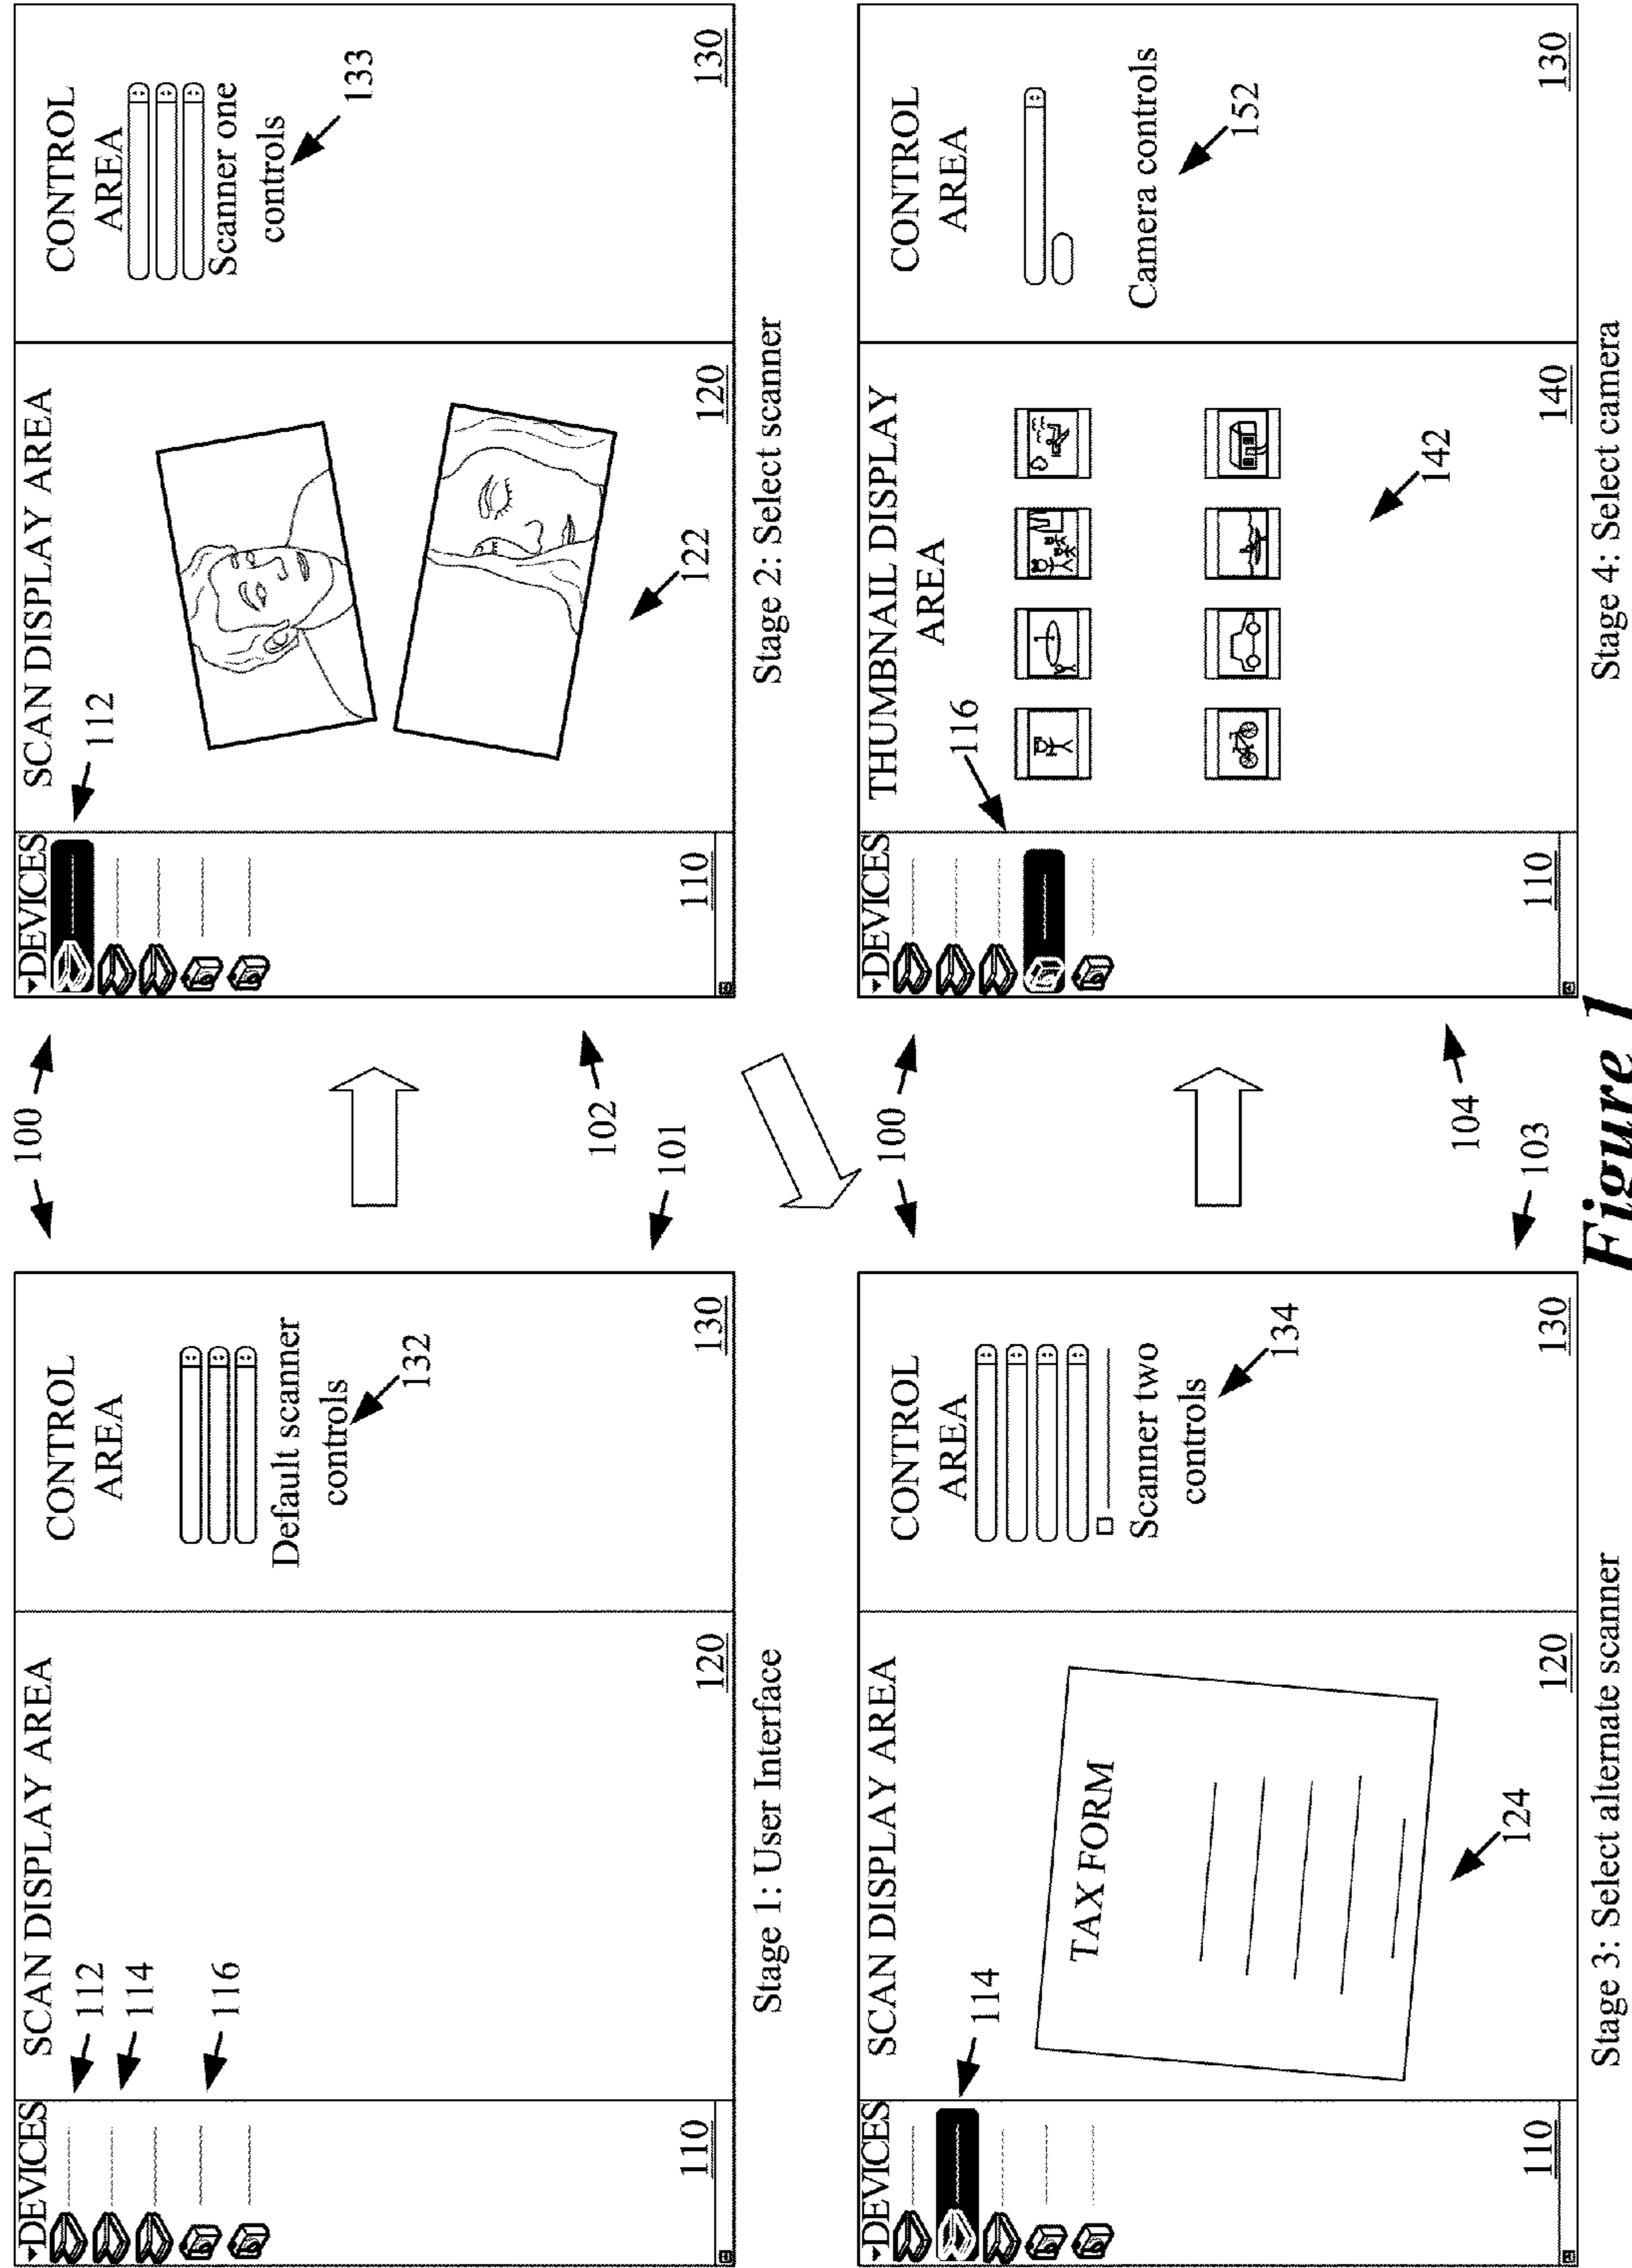 100
▾DEVICES
SCAN DISPLAY AREA
CONTROL
AREA
112
114
116
Default scanner
controls
132
110
120
130
101
Stage 1: User Interface
▾DEVICES
SCAN DISPLAY AREA
CONTROL
AREA
112
Scanner one
controls
133
122
110
120
130
102
Stage 2: Select scanner
100
▾DEVICES
SCAN DISPLAY AREA
CONTROL
AREA
114
TAX FORM
Scanner two
controls
134
124
110
120
130
103
Stage 3: Select alternate scanner
▾DEVICES
THUMBNAIL DISPLAY
AREA
CONTROL
AREA
116
Camera controls
152
142
110
140
130
104
Stage 4: Select camera
Figure 1